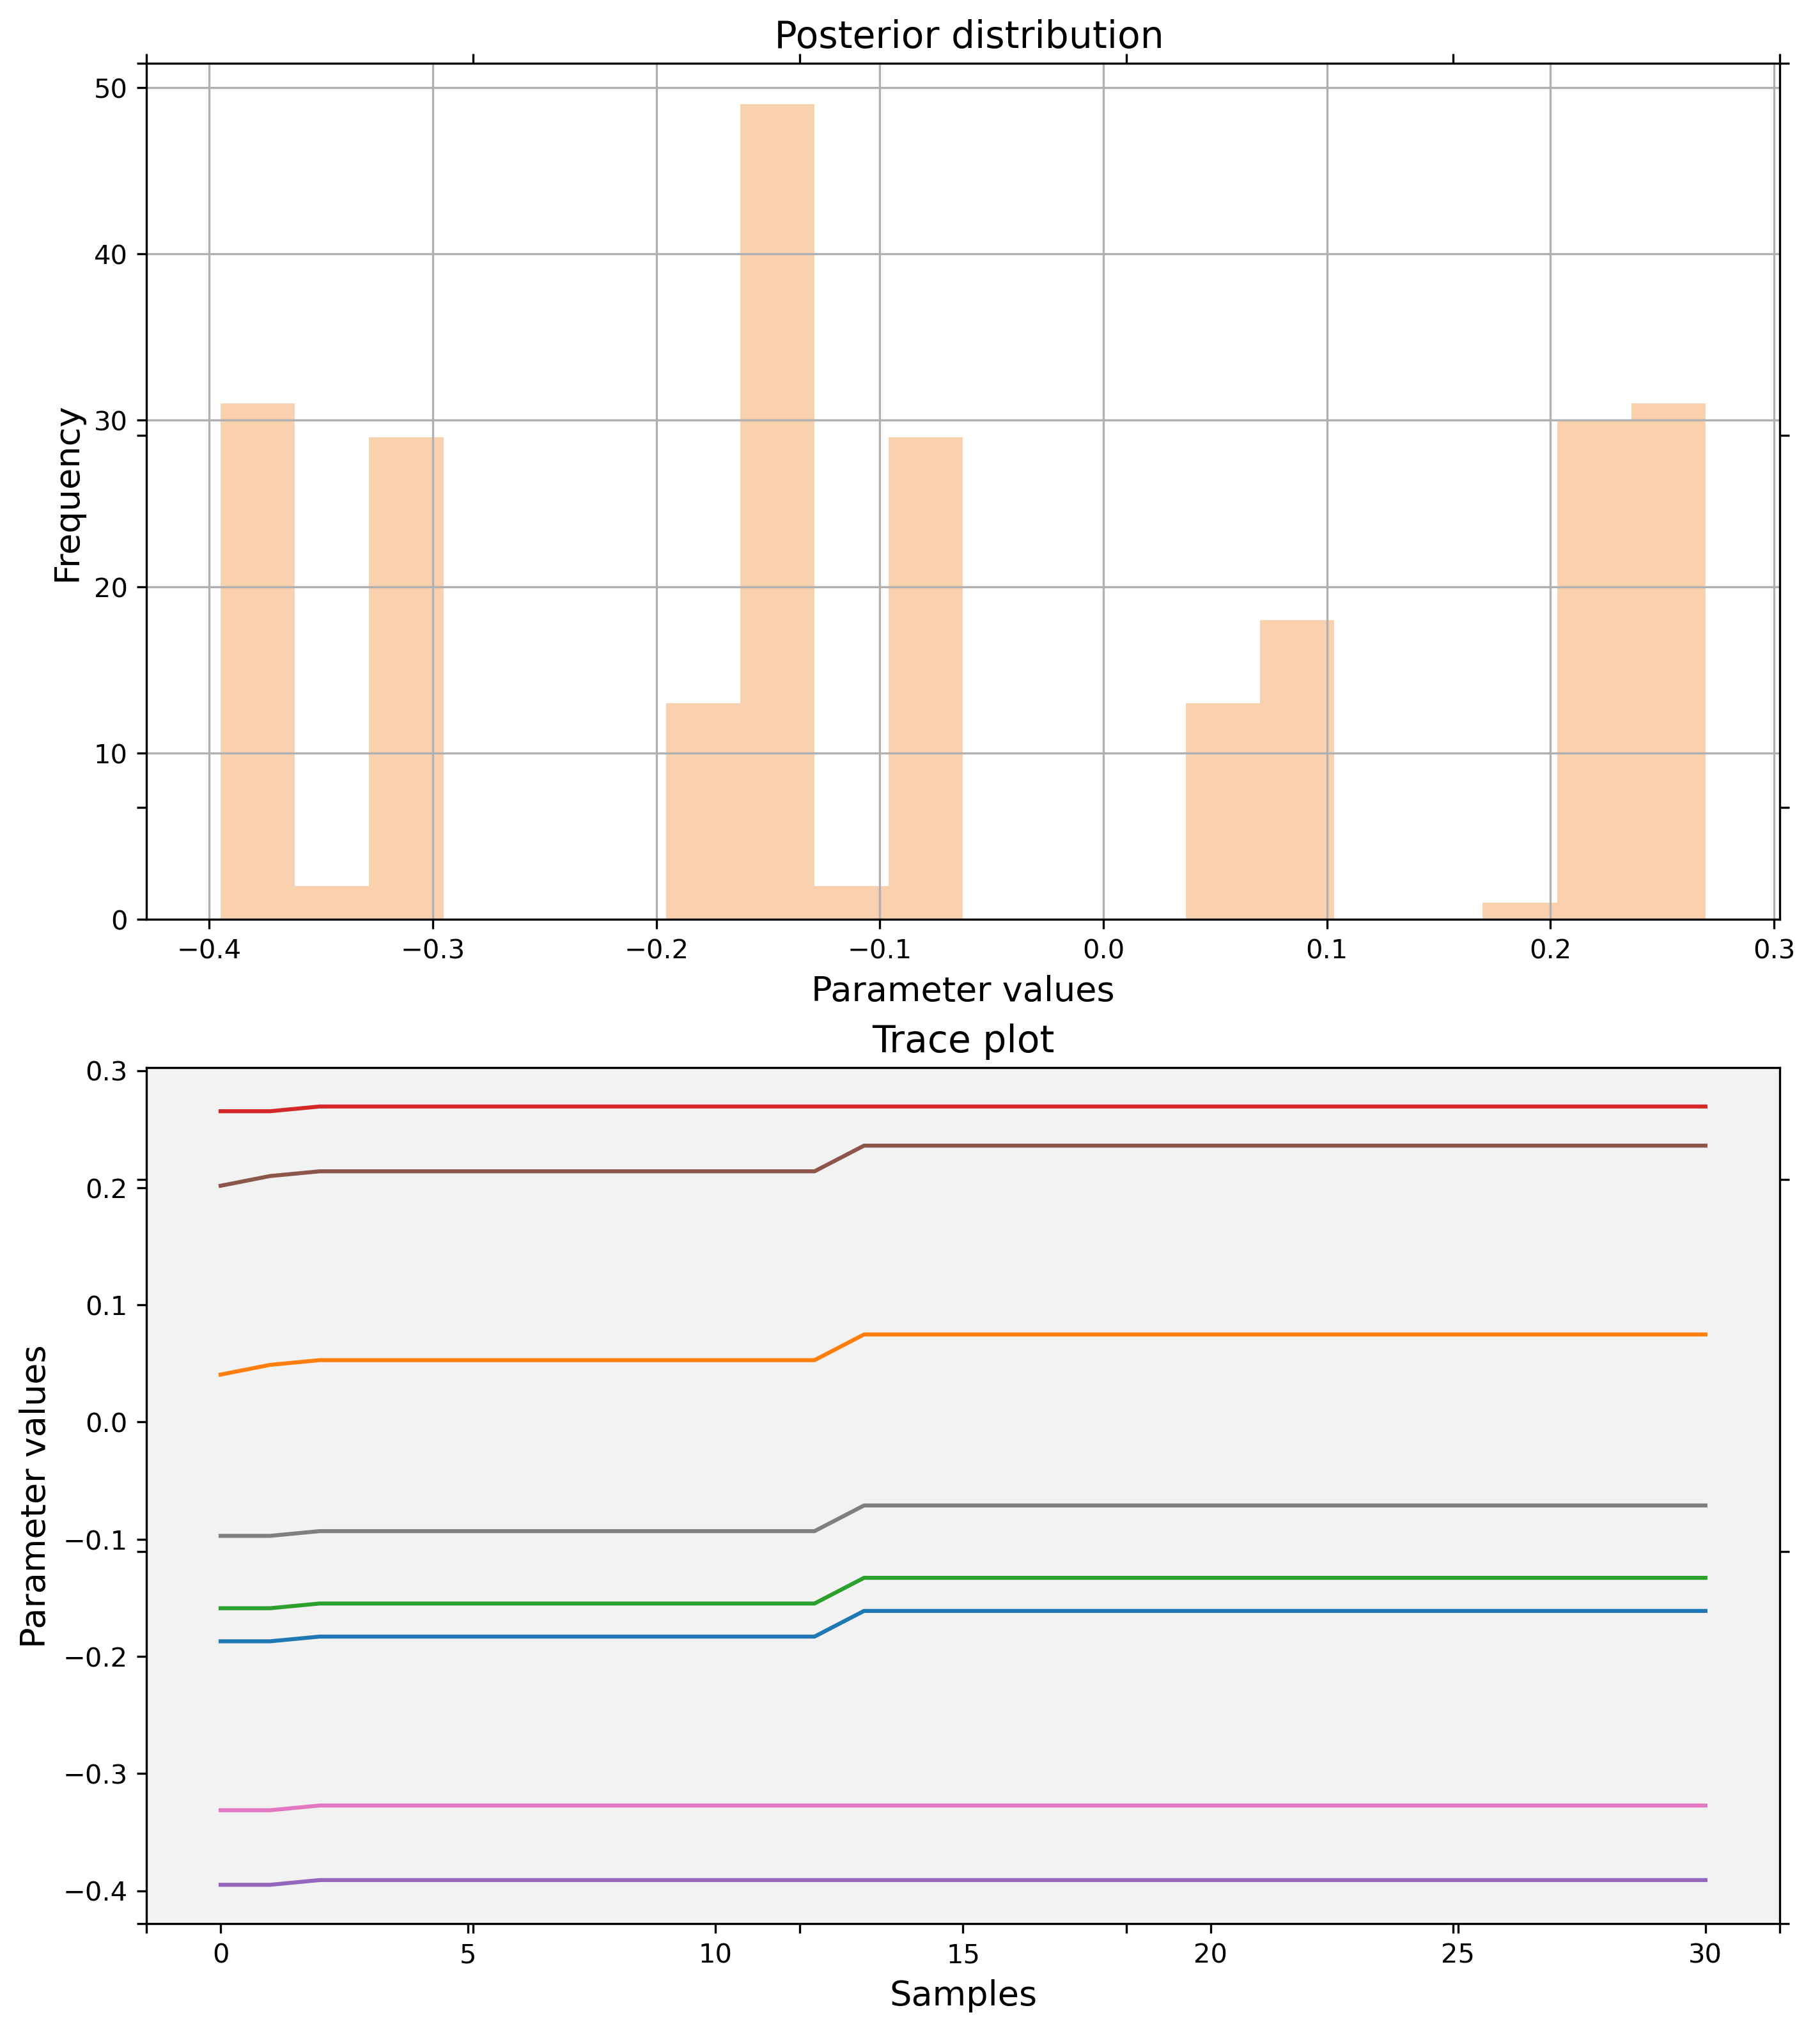 Posterior distribution
50
40
30
20
10
0
Frequency
−0.4 −0.3 −0.2 −0.1 0.0 0.1 0.2 0.3
Parameter values
Trace plot
0.3
0.2
0.1
0.0
−0.1
−0.2
−0.3
−0.4
Parameter values
0 5 10 15 20 25 30
Samples